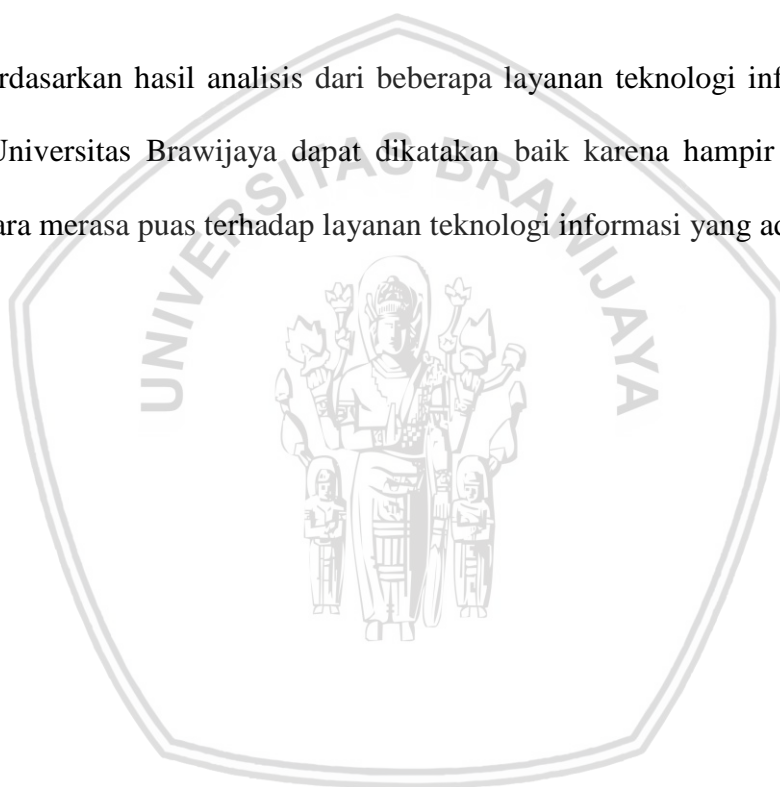 rdasarkan hasil analisis dari beberapa layanan teknologi inf
Universitas Brawijaya dapat dikatakan baik karena hampir
ara merasa puas terhadap layanan teknologi informasi yang ad
UNIVERSITAS BRAWIJAYA